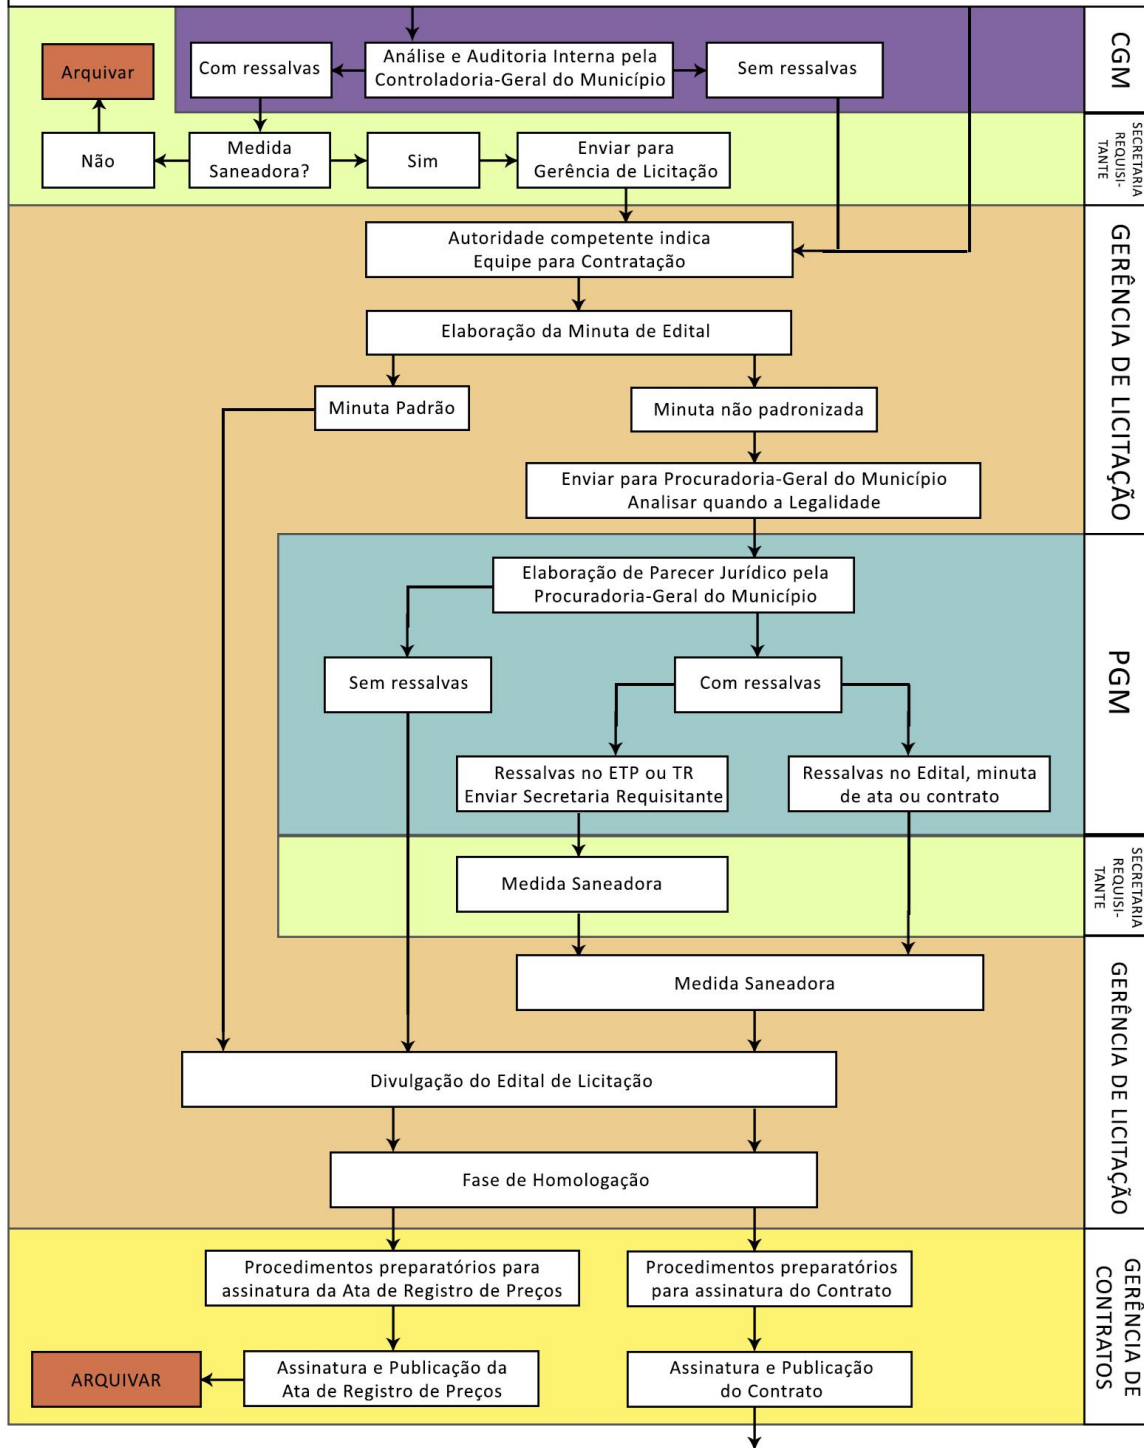 CGM
Arquivar
Com ressalvas
Análise e Auditoria Interna pela
Controladoria-Geral do Município
Sem ressalvas
SECRETARIA
REQUISI-
TANTE
Não
Medida
Saneadora?
Sim
Enviar para
Gerência de Licitação
GERÊNCIA DE LICITAÇÃO
Autoridade competente indica
Equipe para Contratação
Elaboração da Minuta de Edital
Minuta Padrão
Minuta não padronizada
Enviar para Procuradoria-Geral do Município
Analisar quando a Legalidade
PGM
Elaboração de Parecer Jurídico pela
Procuradoria-Geral do Município
Sem ressalvas
Com ressalvas
Ressalvas no ETP ou TR
Enviar Secretaria Requisitante
Ressalvas no Edital, minuta
de ata ou contrato
SECRETARIA
REQUISI-
TANTE
Medida Saneadora
GERÊNCIA DE LICITAÇÃO
Medida Saneadora
Divulgação do Edital de Licitação
Fase de Homologação
GERÊNCIA DE
CONTRATOS
Procedimentos preparatórios para
assinatura da Ata de Registro de Preços
Procedimentos preparatórios
para assinatura do Contrato
ARQUIVAR
Assinatura e Publicação da
Ata de Registro de Preços
Assinatura e Publicação
do Contrato